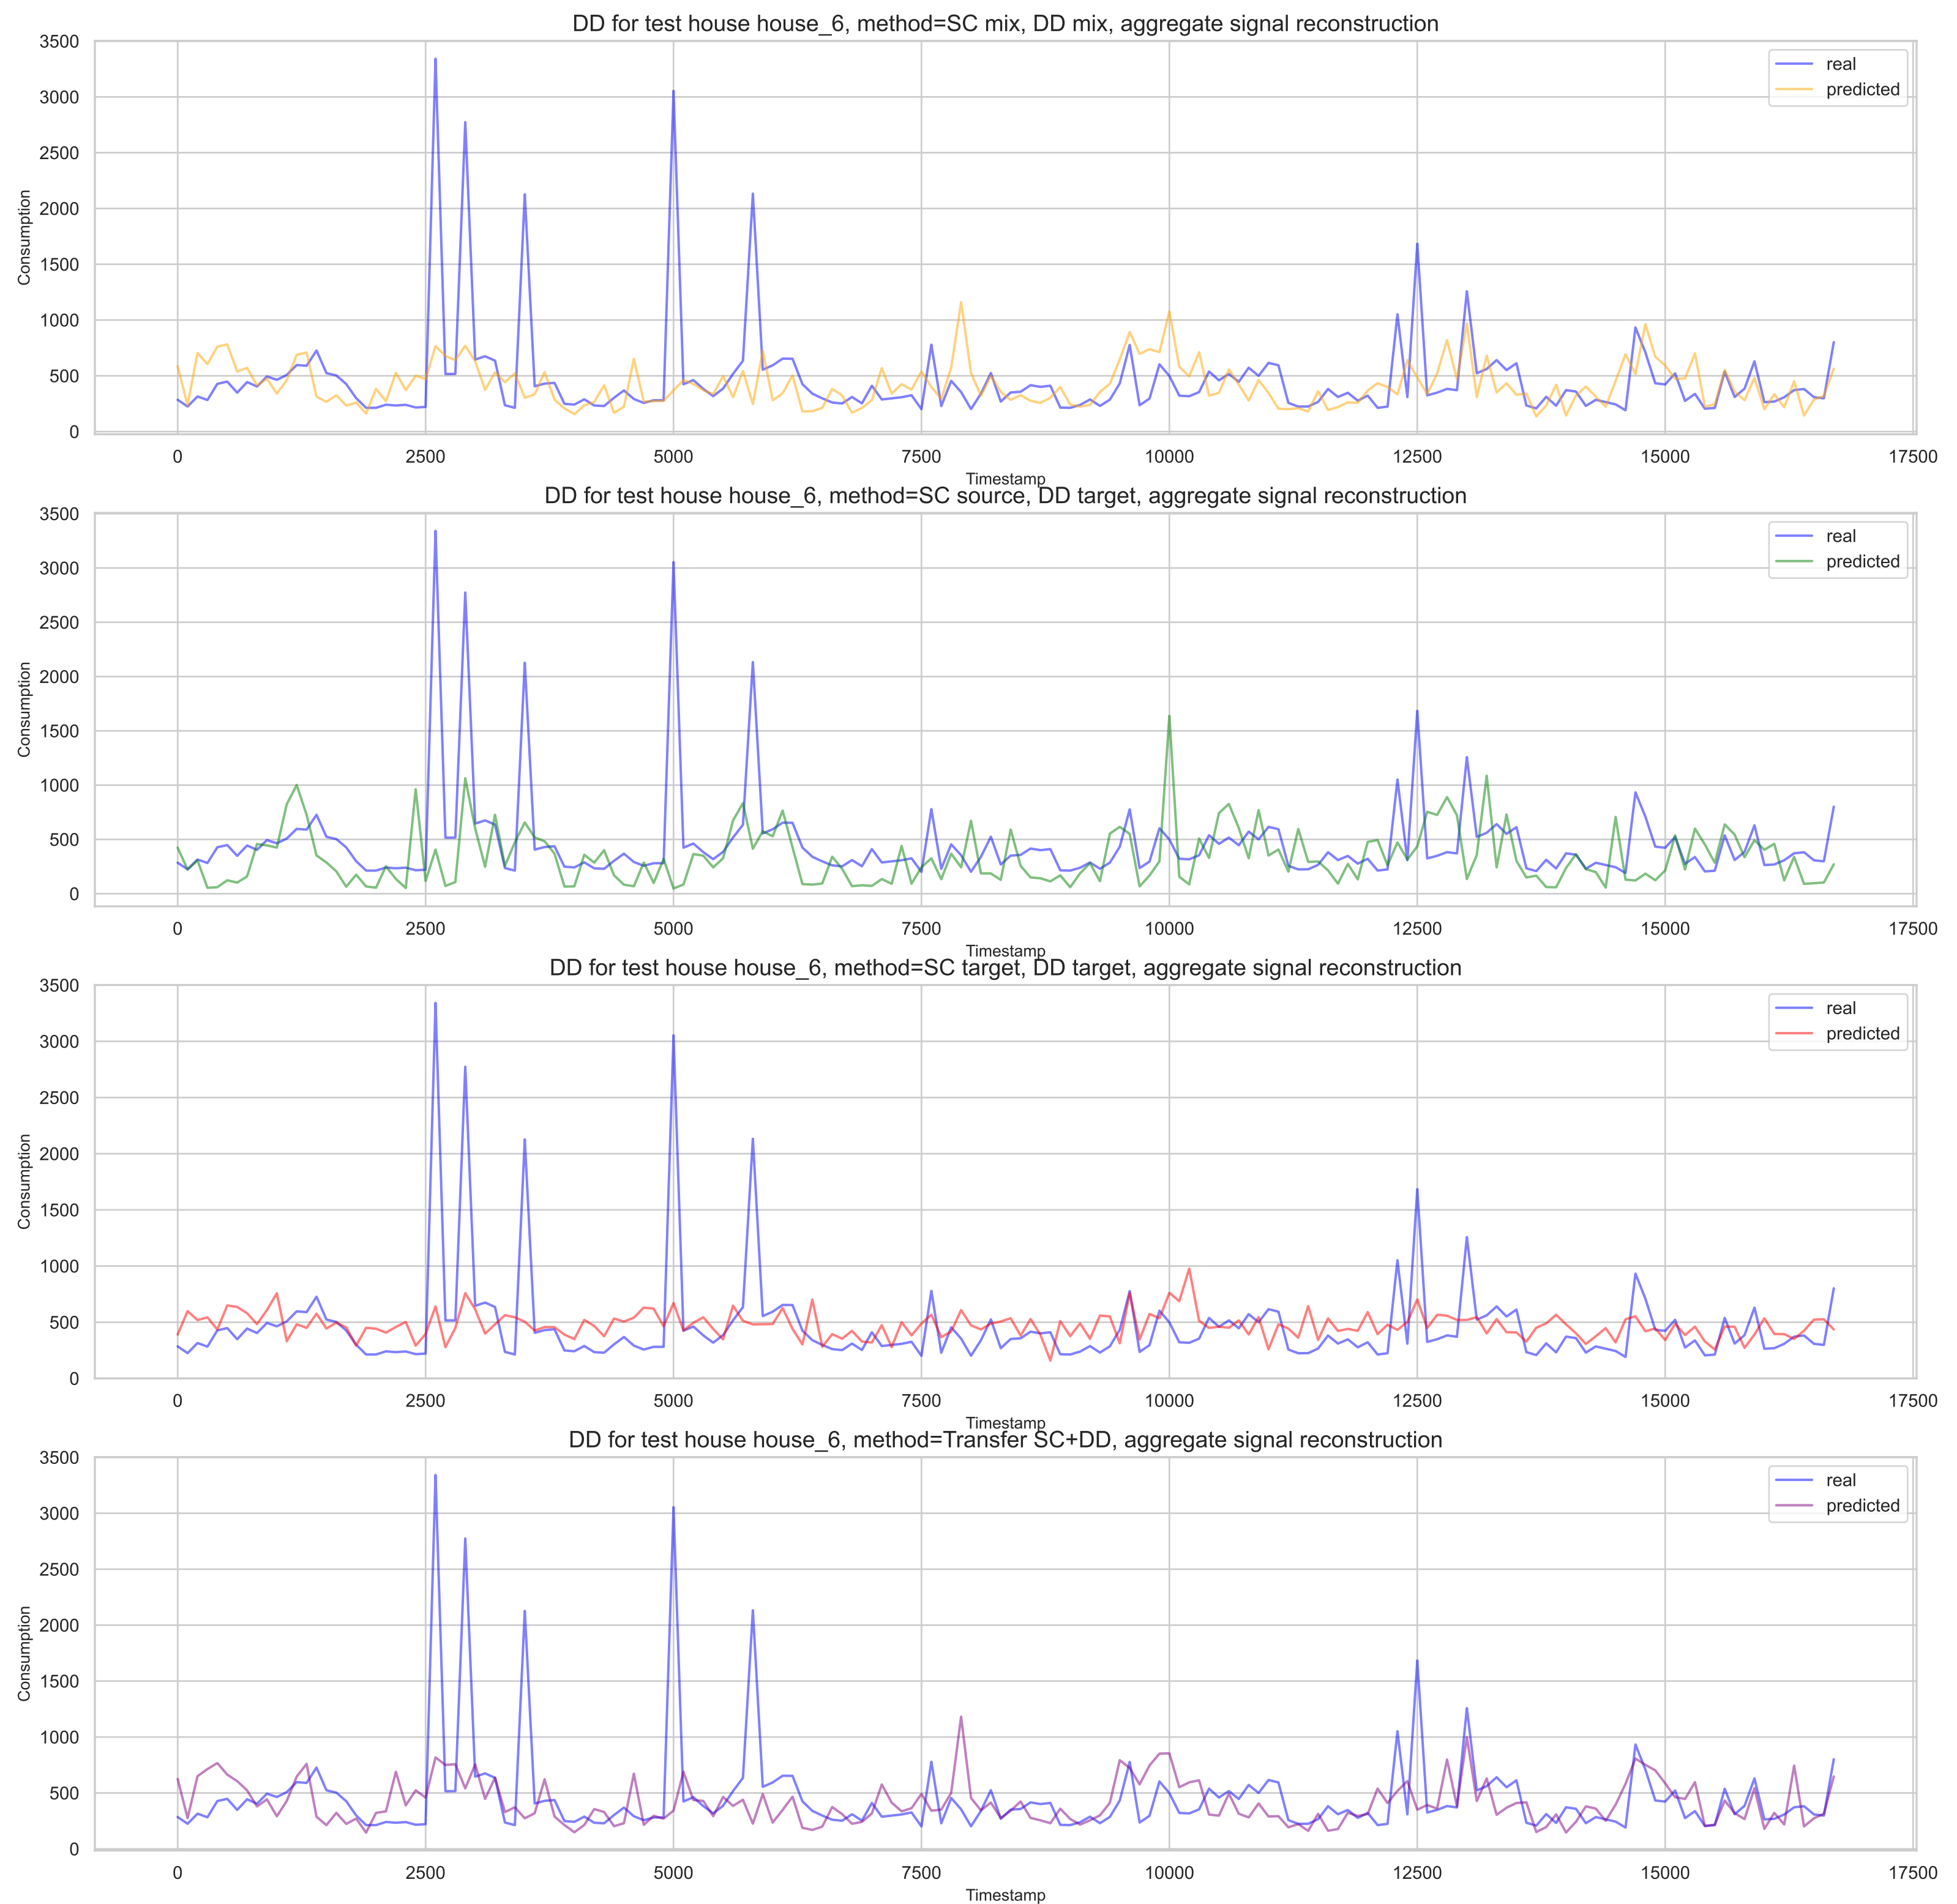 DD for test house house_6, method=SC mix, DD mix, aggregate signal reconstruction
3500
3000
2500
2000
1500
1000
500
0
Consumption
real
predicted
0 2500 5000 7500 10000 12500 15000 17500
Timestamp
DD for test house house_6, method=SC source, DD target, aggregate signal reconstruction
3500
3000
2500
2000
1500
1000
500
0
Consumption
real
predicted
0 2500 5000 7500 10000 12500 15000 17500
Timestamp
DD for test house house_6, method=SC target, DD target, aggregate signal reconstruction
3500
3000
2500
2000
1500
1000
500
0
Consumption
real
predicted
0 2500 5000 7500 10000 12500 15000 17500
Timestamp
DD for test house house_6, method=Transfer SC+DD, aggregate signal reconstruction
3500
3000
2500
2000
1500
1000
500
0
Consumption
real
predicted
0 2500 5000 7500 10000 12500 15000 17500
Timestamp